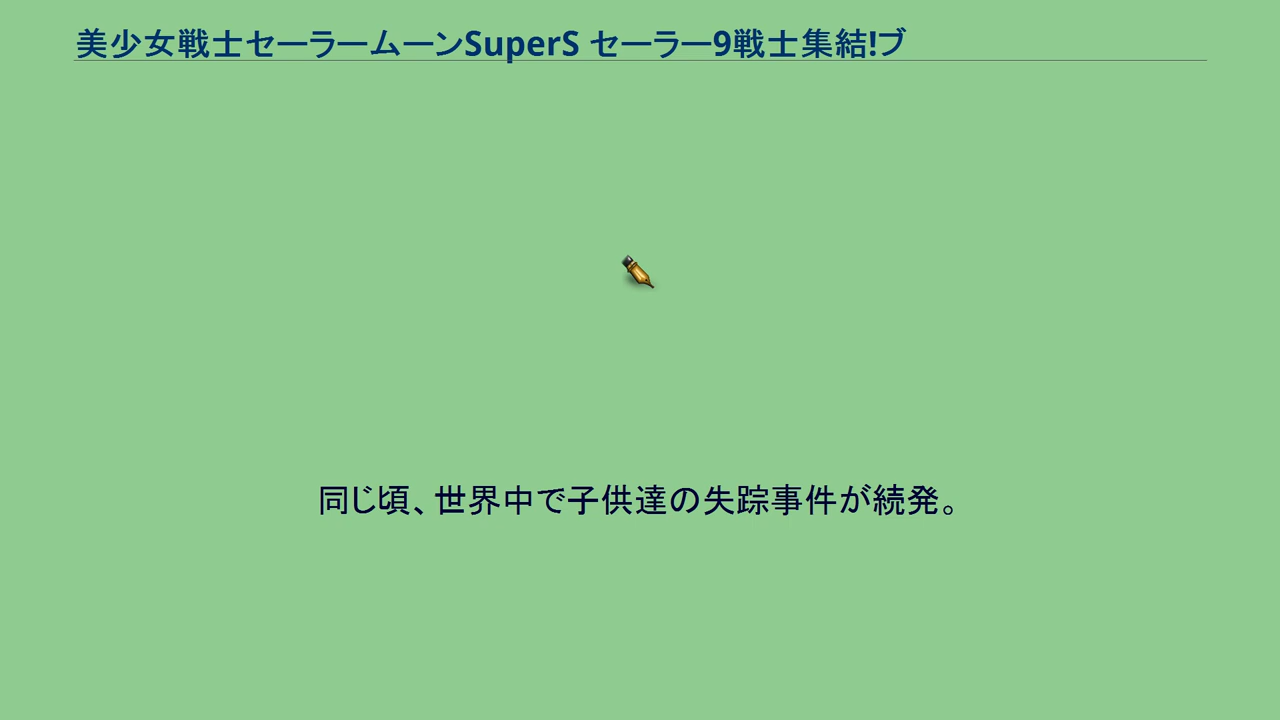 美少女戦士セーラームーンSuperS セーラー9戦士集結!ブ
同じ頃、世界中で子供達の失踪事件が続発。